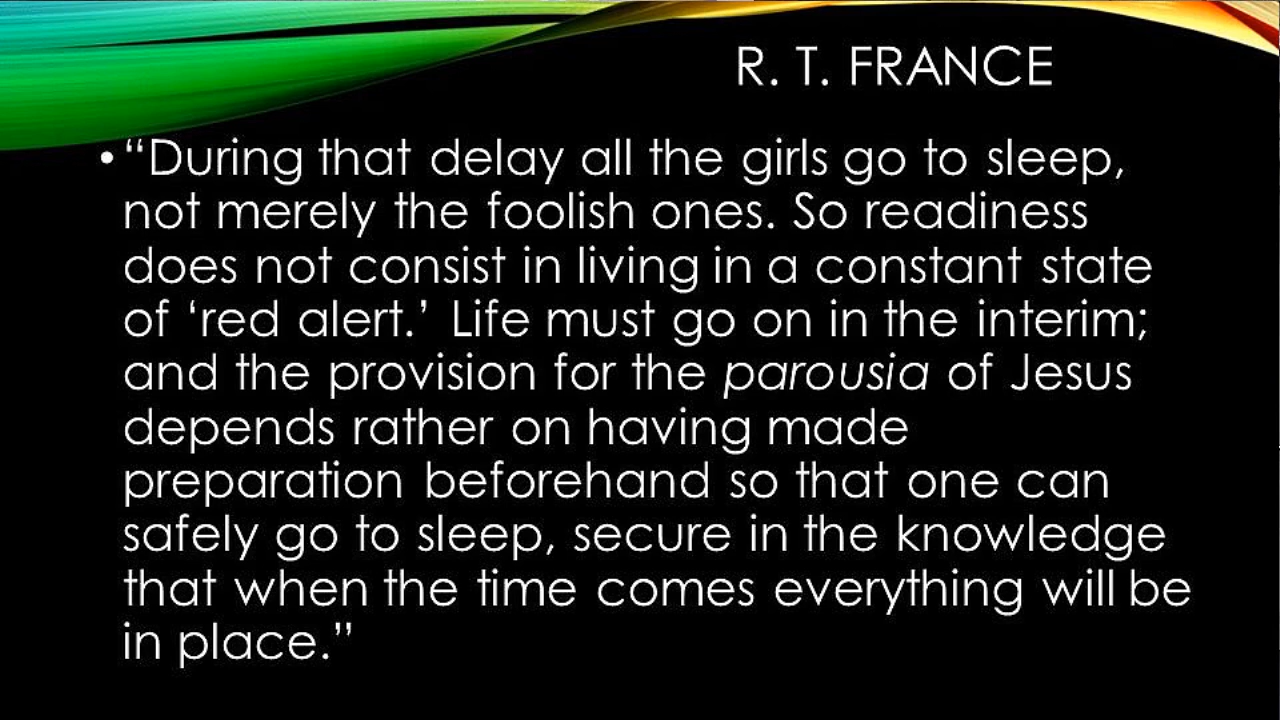 R. T. FRANCE
• “During that delay all the girls go to sleep,
not merely the foolish ones. So readiness
does not consist in living in a constant state
of ‘red alert.’ Life must go on in the interim;
and the provision for the parousia of Jesus
depends rather on having made
preparation beforehand so that one can
safely go to sleep, secure in the knowledge
that when the time comes everything will be
in place.”